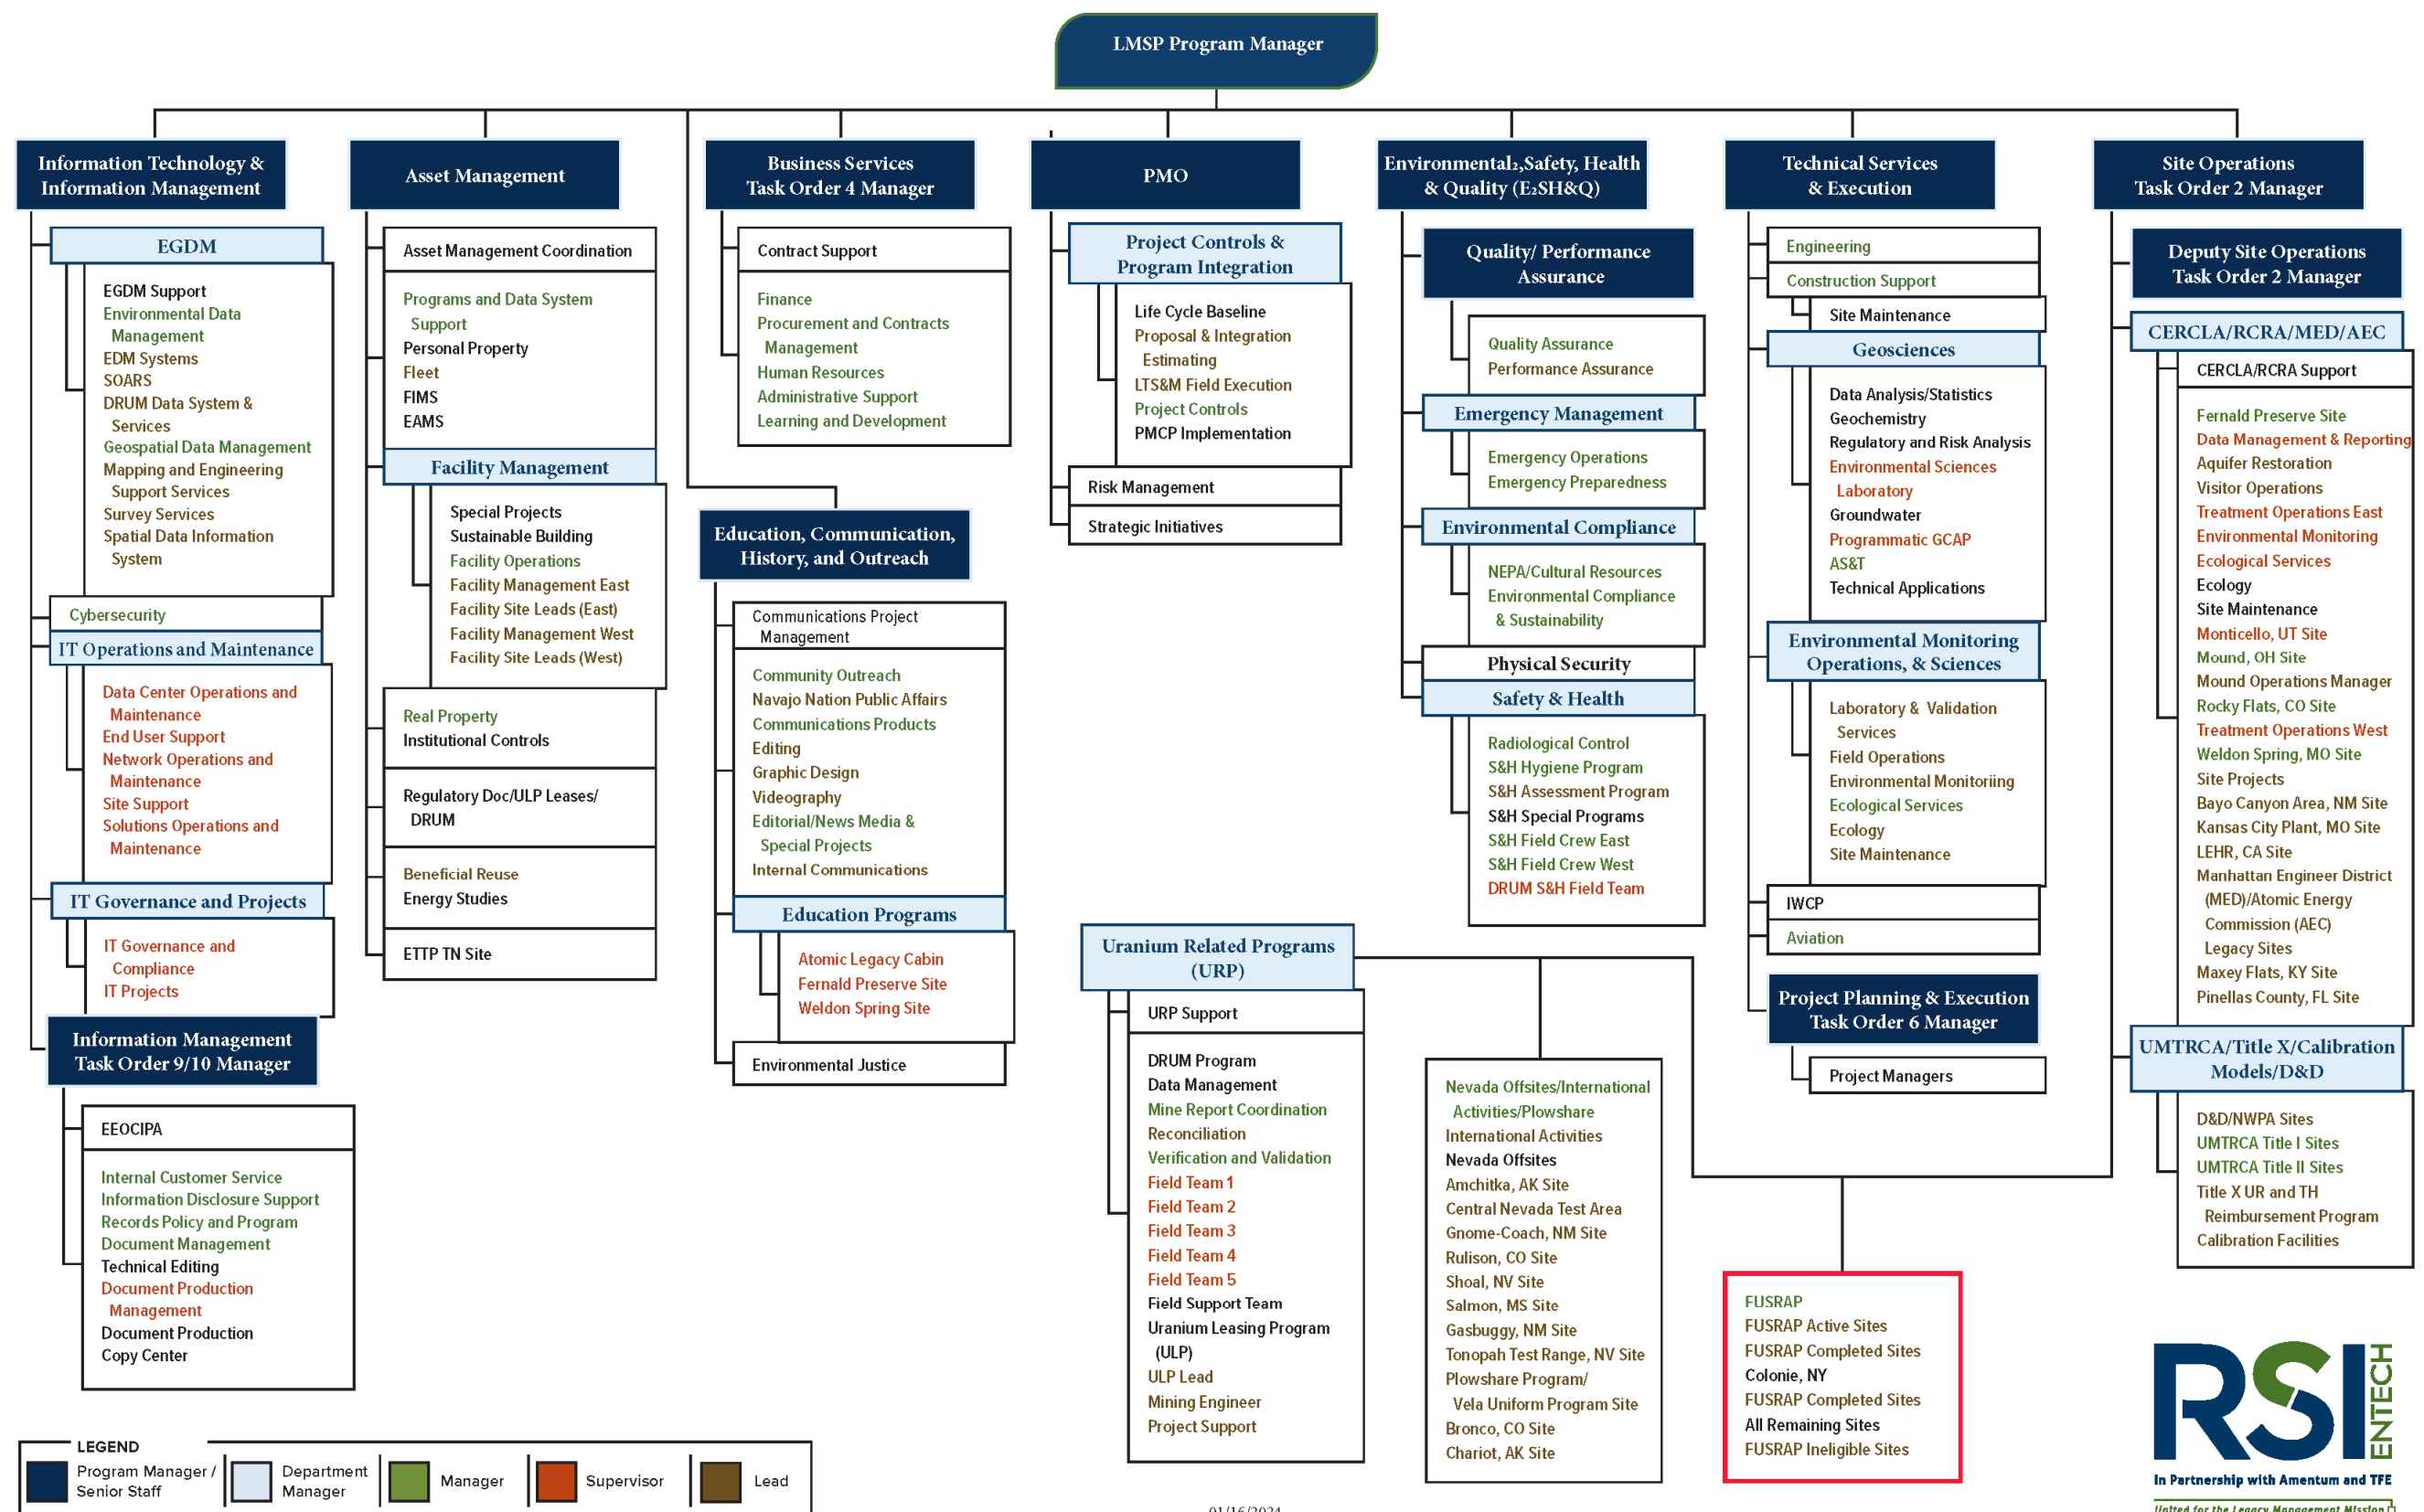 LMSP Program Manager
Information Technology &
Information Management
EGDM
EGDM Support
Environmental Data
Management
EDM Systems
SOARS
DRUM Data System &
Services
Geospatial Data Management
Mapping and Engineering
Support Services
Survey Services
Spatial Data Information
System
Cybersecurity
IT Operations and Maintenance
Data Center Operations and
Maintenance
End User Support
Network Operations and
Maintenance
Site Support
Solutions Operations and
Maintenance
IT Governance and Projects
IT Governance and
Compliance
IT Projects
Information Management
Task Order 9/10 Manager
EEOCIPA
Internal Customer Service
Information Disclosure Support
Records Policy and Program
Document Management
Technical Editing
Document Production
Management
Document Production
Copy Center
Asset Management
Asset Management Coordination
Programs and Data System
Support
Personal Property
Fleet
FIMS
EAMS
Facility Management
Special Projects
Sustainable Building
Facility Operations
Facility Management East
Facility Site Leads (East)
Facility Management West
Facility Site Leads (West)
Real Property
Institutional Controls
Regulatory Doc/ULP Leases/
DRUM
Beneficial Reuse
Energy Studies
ETTP TN Site
Business Services
Task Order 4 Manager
Contract Support
Finance
Procurement and Contracts
Management
Human Resources
Administrative Support
Learning and Development
Education, Communication,
History, and Outreach
Communications Project
Management
Community Outreach
Navajo Nation Public Affairs
Communications Products
Editing
Graphic Design
Videography
Editorial/News Media &
Special Projects
Internal Communications
Education Programs
Atomic Legacy Cabin
Fernald Preserve Site
Weldon Spring Site
Environmental Justice
PMO
Project Controls &
Program Integration
Life Cycle Baseline
Proposal & Integration
Estimating
LTS&M Field Execution
Project Controls
PMCP Implementation
Risk Management
Strategic Initiatives
Environmental₂,Safety, Health
& Quality (E₂SH&Q)
Quality/ Performance
Assurance
Quality Assurance
Performance Assurance
Emergency Management
Emergency Operations
Emergency Preparedness
Environmental Compliance
NEPA/Cultural Resources
Environmental Compliance
& Sustainability
Physical Security
Safety & Health
Radiological Control
S&H Hygiene Program
S&H Assessment Program
S&H Special Programs
S&H Field Crew East
S&H Field Crew West
DRUM S&H Field Team
Technical Services
& Execution
Engineering
Construction Support
Site Maintenance
Geosciences
Data Analysis/Statistics
Geochemistry
Regulatory and Risk Analysis
Environmental Sciences
Laboratory
Groundwater
Programmatic GCAP
AS&T
Technical Applications
Environmental Monitoring
Operations, & Sciences
Laboratory & Validation
Services
Field Operations
Environmental Monitoriing
Ecological Services
Ecology
Site Maintenance
IWCP
Aviation
Project Planning & Execution
Task Order 6 Manager
Project Managers
Site Operations
Task Order 2 Manager
Deputy Site Operations
Task Order 2 Manager
CERCLA/RCRA/MED/AEC
CERCLA/RCRA Support
Fernald Preserve Site
Data Management & Reporting
Aquifer Restoration
Visitor Operations
Treatment Operations East
Environmental Monitoring
Ecological Services
Ecology
Site Maintenance
Monticello, UT Site
Mound, OH Site
Mound Operations Manager
Rocky Flats, CO Site
Treatment Operations West
Weldon Spring, MO Site
Site Projects
Bayo Canyon Area, NM Site
Kansas City Plant, MO Site
LEHR, CA Site
Manhattan Engineer District
(MED)/Atomic Energy
Commission (AEC)
Legacy Sites
Maxey Flats, KY Site
Pinellas County, FL Site
UMTRCA/Title X/Calibration
Models/D&D
D&D/NWPA Sites
UMTRCA Title I Sites
UMTRCA Title II Sites
Title X UR and TH
Reimbursement Program
Calibration Facilities
Uranium Related Programs
(URP)
URP Support
DRUM Program
Data Management
Mine Report Coordination
Reconciliation
Verification and Validation
Field Team 1
Field Team 2
Field Team 3
Field Team 4
Field Team 5
Field Support Team
Uranium Leasing Program
(ULP)
ULP Lead
Mining Engineer
Project Support
Nevada Offsites/International
Activities/Plowshare
International Activities
Nevada Offsites
Amchitka, AK Site
Central Nevada Test Area
Gnome-Coach, NM Site
Rulison, CO Site
Shoal, NV Site
Salmon, MS Site
Gasbuggy, NM Site
Tonopah Test Range, NV Site
Plowshare Program/
Vela Uniform Program Site
Bronco, CO Site
Chariot, AK Site
FUSRAP
FUSRAP Active Sites
FUSRAP Completed Sites
Colonie, NY
FUSRAP Completed Sites
All Remaining Sites
FUSRAP Ineligible Sites
LEGEND
Program Manager /
Senior Staff
Department
Manager
Manager
Supervisor
Lead
01/16/2024
RSI
ENTECH
In Partnership with Amentum and TFE
United for the Legacy Management Mission